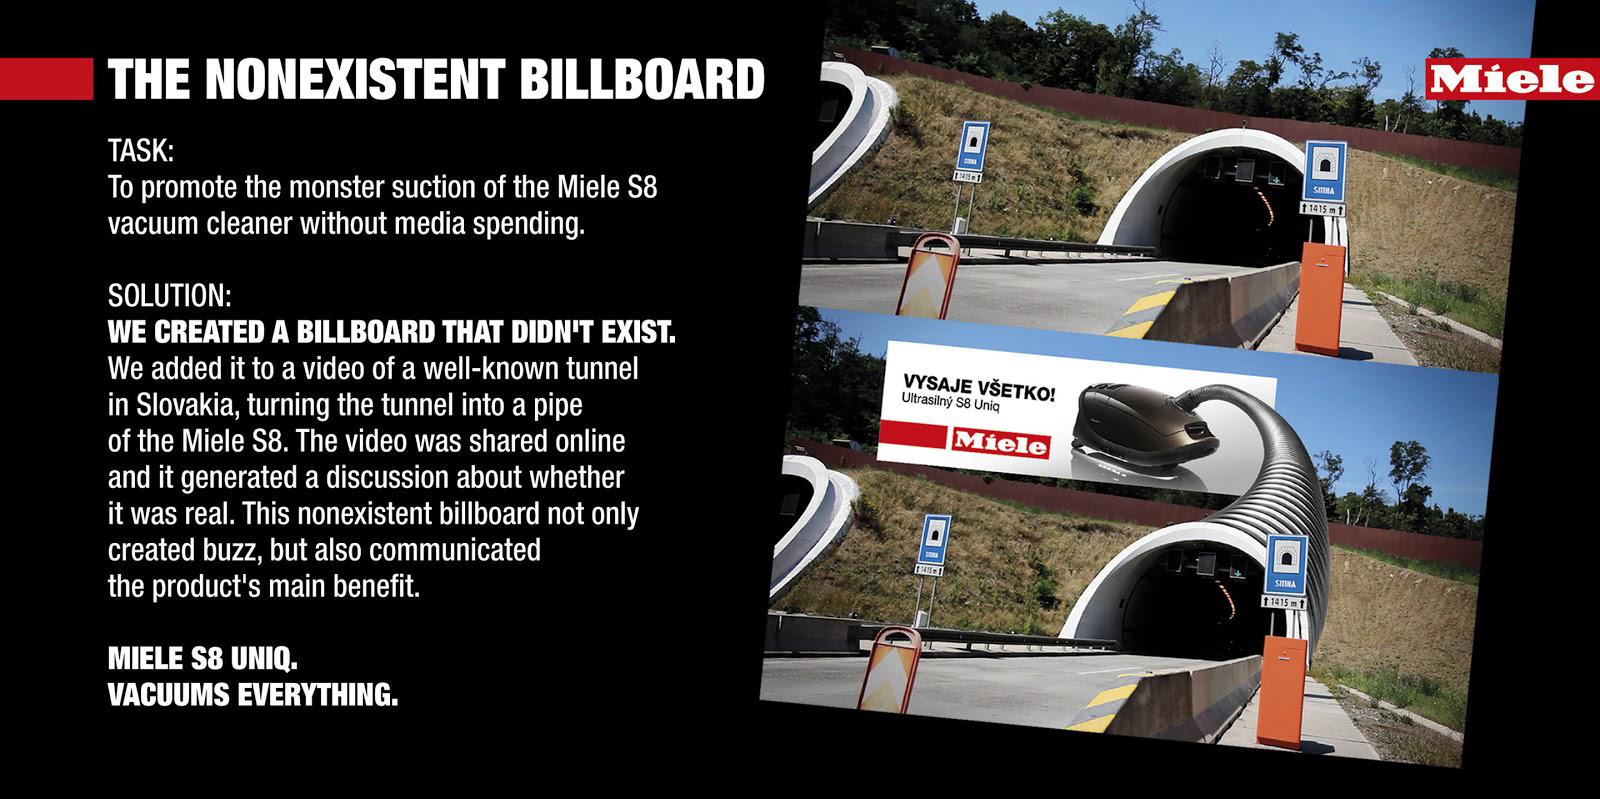 THE NONEXISTENT BILLBOARD
Miele
TASK:
To promote the monster suction of the Miele S8
vacuum cleaner without media spending.
SOLUTION:
WE CREATED A BILLBOARD THAT DIDN'T EXIST.
We added it to a video of a well-known tunnel
in Slovakia, turning the tunnel into a pipe
of the Miele S8. The video was shared online
and it generated a discussion about whether
it was real. This nonexistent billboard not only
created buzz, but also communicated
the product's main benefit.
MIELE S8 UNIQ.
VACUUMS EVERYTHING.
SITINA
1415 m
SITINA
1415 m
VYSAJE VŠETKO!
Ultrasilný S8 Uniq
Miele
SITINA
1415 m
SITINA
1415 m